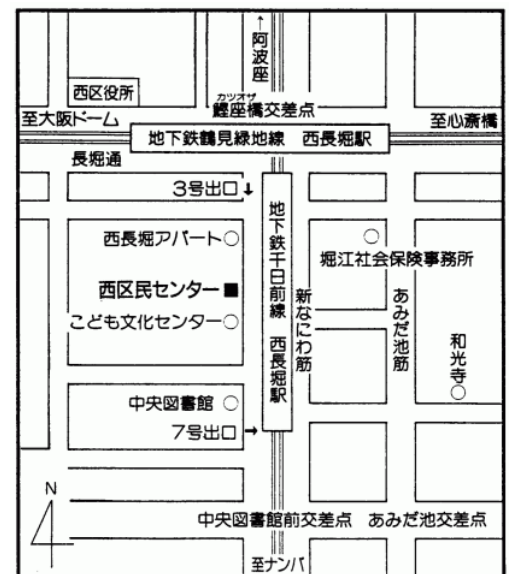 ↑阿波座
西区役所
カツオザ
鰹座橋交差点
至大阪ドーム
至心斎橋
地下鉄鶴見緑地線 西長堀駅
長堀通
3号出口↓
地下鉄千日前線 西長堀駅
西長堀アパート○
○
堀江社会保険事務所
西区民センター■
新なにわ筋
あみだ池筋
こども文化センター○
和光寺○
中央図書館 ○
7号出口→
N
中央図書館前交差点 あみだ池交差点
至ナンバ